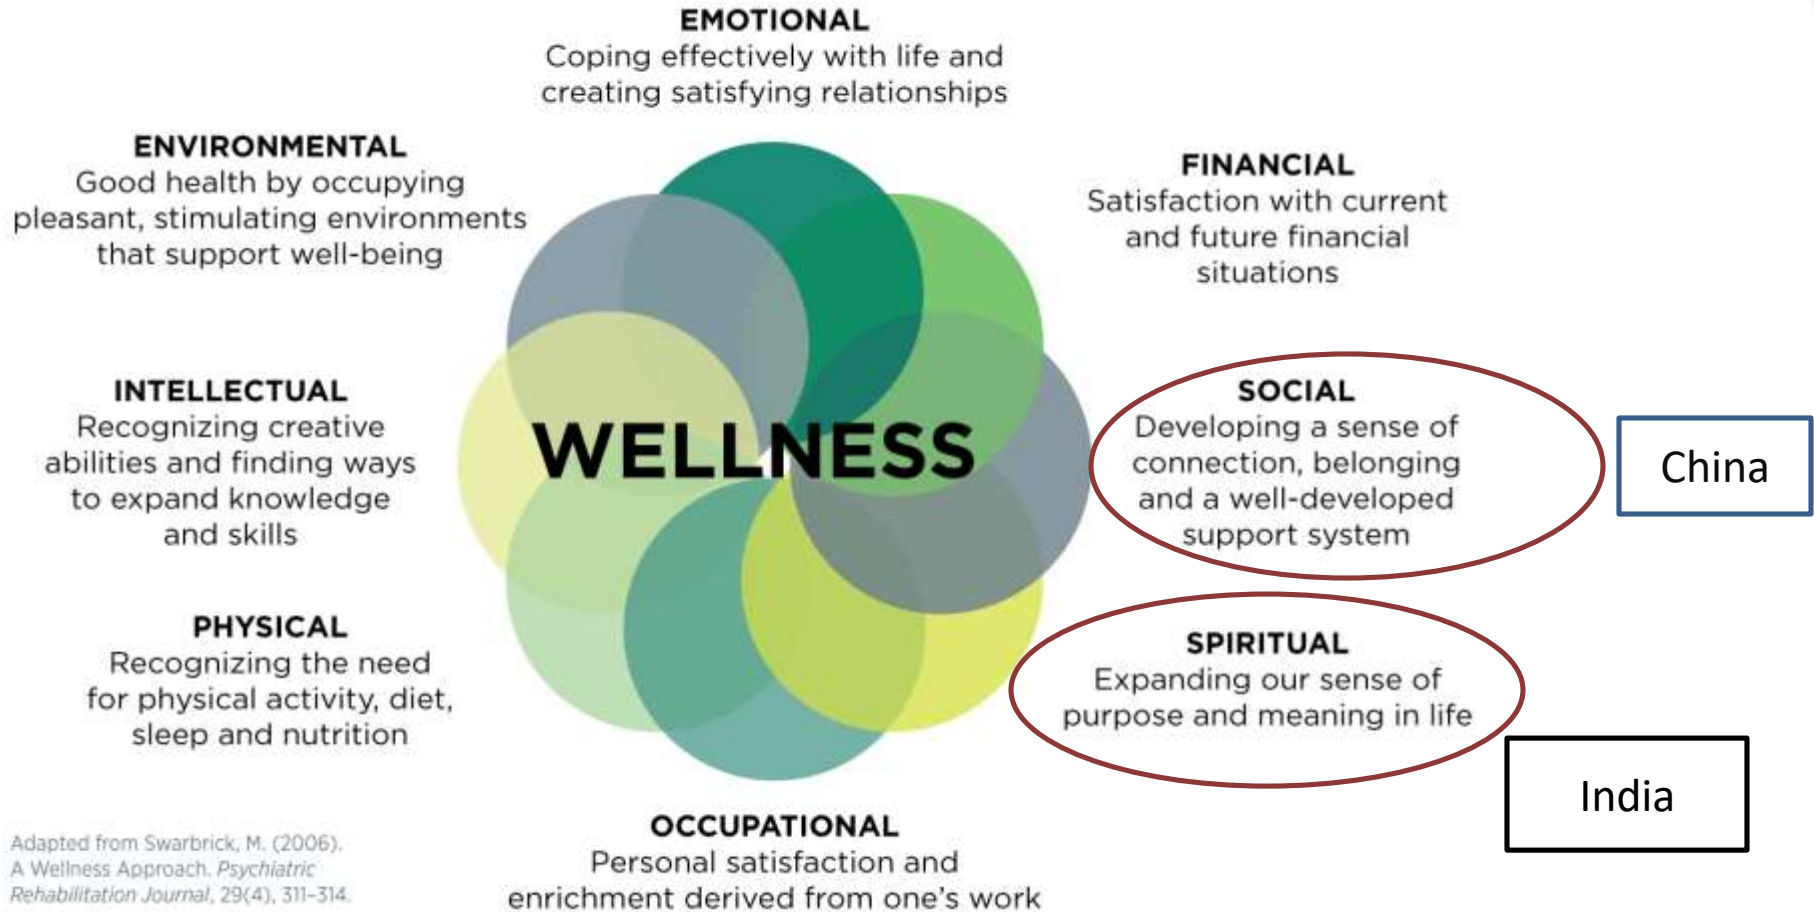 EMOTIONAL
Coping effectively with life and
creating satisfying relationships
ENVIRONMENTAL
Good health by occupying
pleasant, stimulating environments
that support well-being
FINANCIAL
Satisfaction with current
and future financial
situations
INTELLECTUAL
Recognizing creative
abilities and finding ways
to expand knowledge
and skills
WELLNESS
SOCIAL
Developing a sense of
connection, belonging
and a well-developed
support system
China
PHYSICAL
Recognizing the need
for physical activity, diet,
sleep and nutrition
SPIRITUAL
Expanding our sense of
purpose and meaning in life
India
OCCUPATIONAL
Personal satisfaction and
enrichment derived from one's work
Adapted from Swarbrick, M. (2006).
A Wellness Approach. Psychiatric
Rehabilitation Journal, 29(4), 311–314.